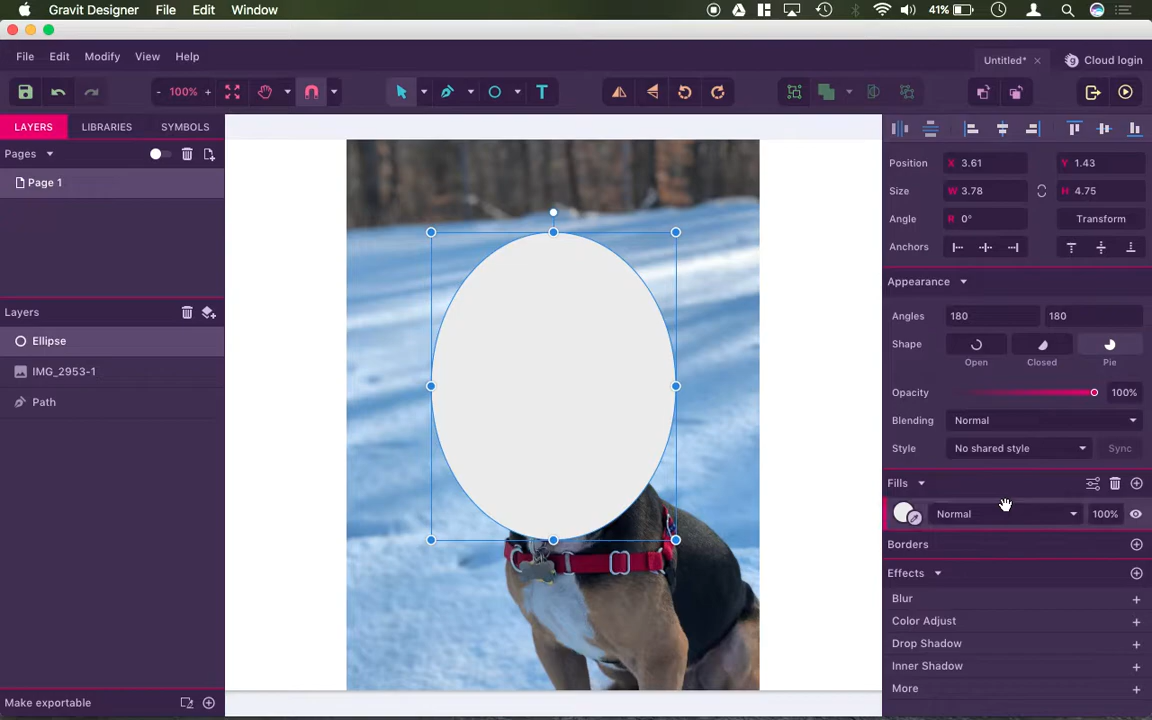 Gravit Designer File Edit Window 41%
File Edit Modify View Help Untitled* Cloud login
- 100% + T
LAYERS LIBRARIES SYMBOLS
Pages
Page 1
Layers
Ellipse
IMG_2953-1
Path
Make exportable
Position X 3.61 Y 1.43
Size W 3.78 H 4.75
Angle R 0° Transform
Anchors
Appearance
Angles 180 180
Shape
Open Closed Pie
Opacity 100%
Blending Normal
Style No shared style Sync
Fills
Normal 100%
Borders
Effects
Blur
Color Adjust
Drop Shadow
Inner Shadow
More